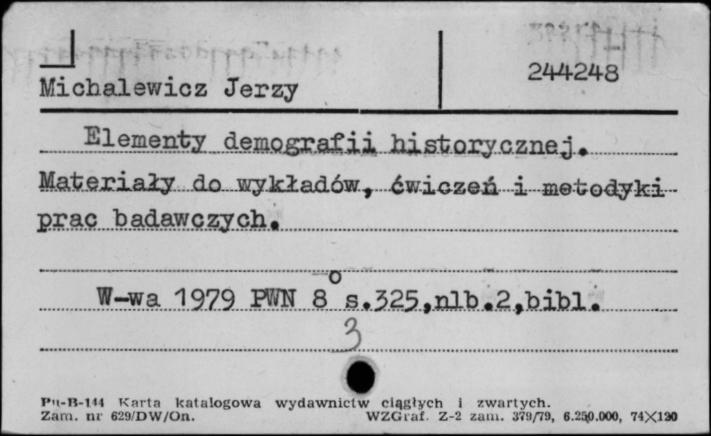 244248
Michalewicz Jerzy
Elementy demografii historycznej.
Materiały do wykładów, ćwiczeń i metodyki
prac badawczych.
W-wa 1979 PWN 8° s.325,nlb.2,bibl.
3
Pu-B-144 Karta katalogowa wydawnictw ciągłych i zwartych.
Zam. nr 629/DW/On. WZGraf. Z-2 zam. 379/79, 6.250.000, 74×120